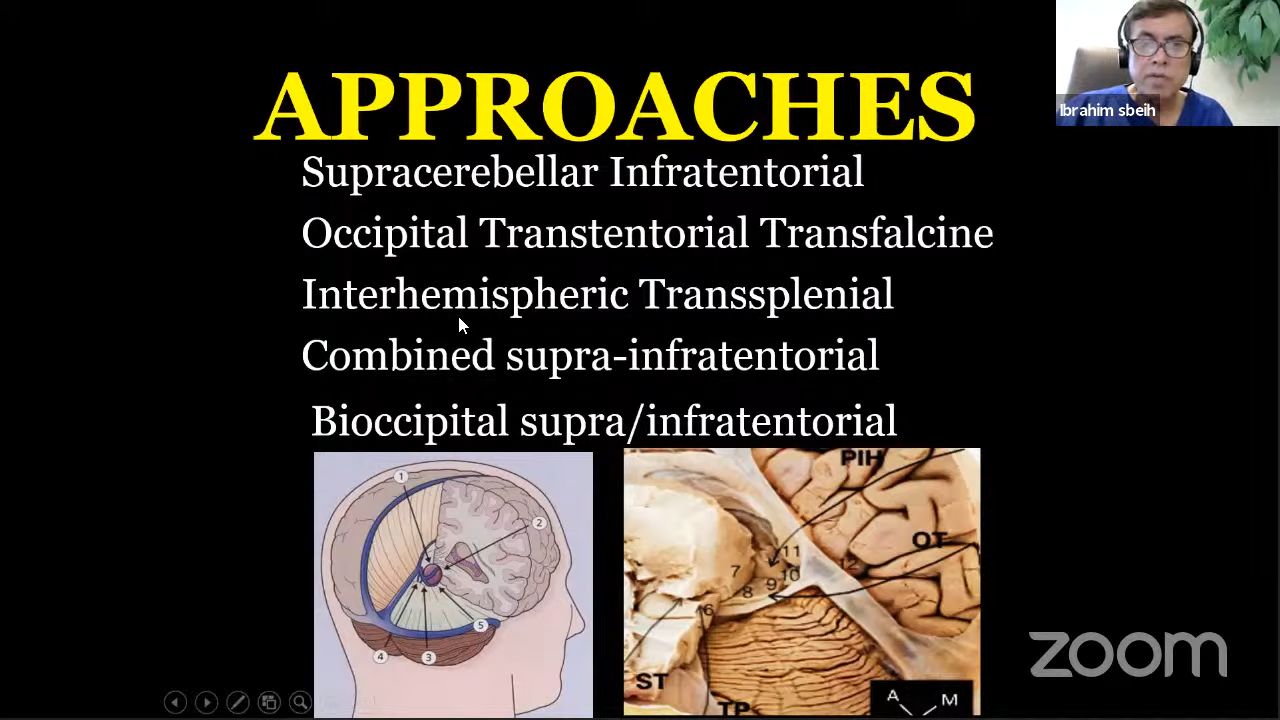 APPROACHES
Ibrahim sbeih
Supracerebellar Infratentorial
Occipital Transtentorial Transfalcine
Interhemispheric Transsplenial
Combined supra-infratentorial
Bioccipital supra/infratentorial
1
2
5
4
3
PIH
OT
11
12
7
10
9
8
6
ST
TP
A M
zoom